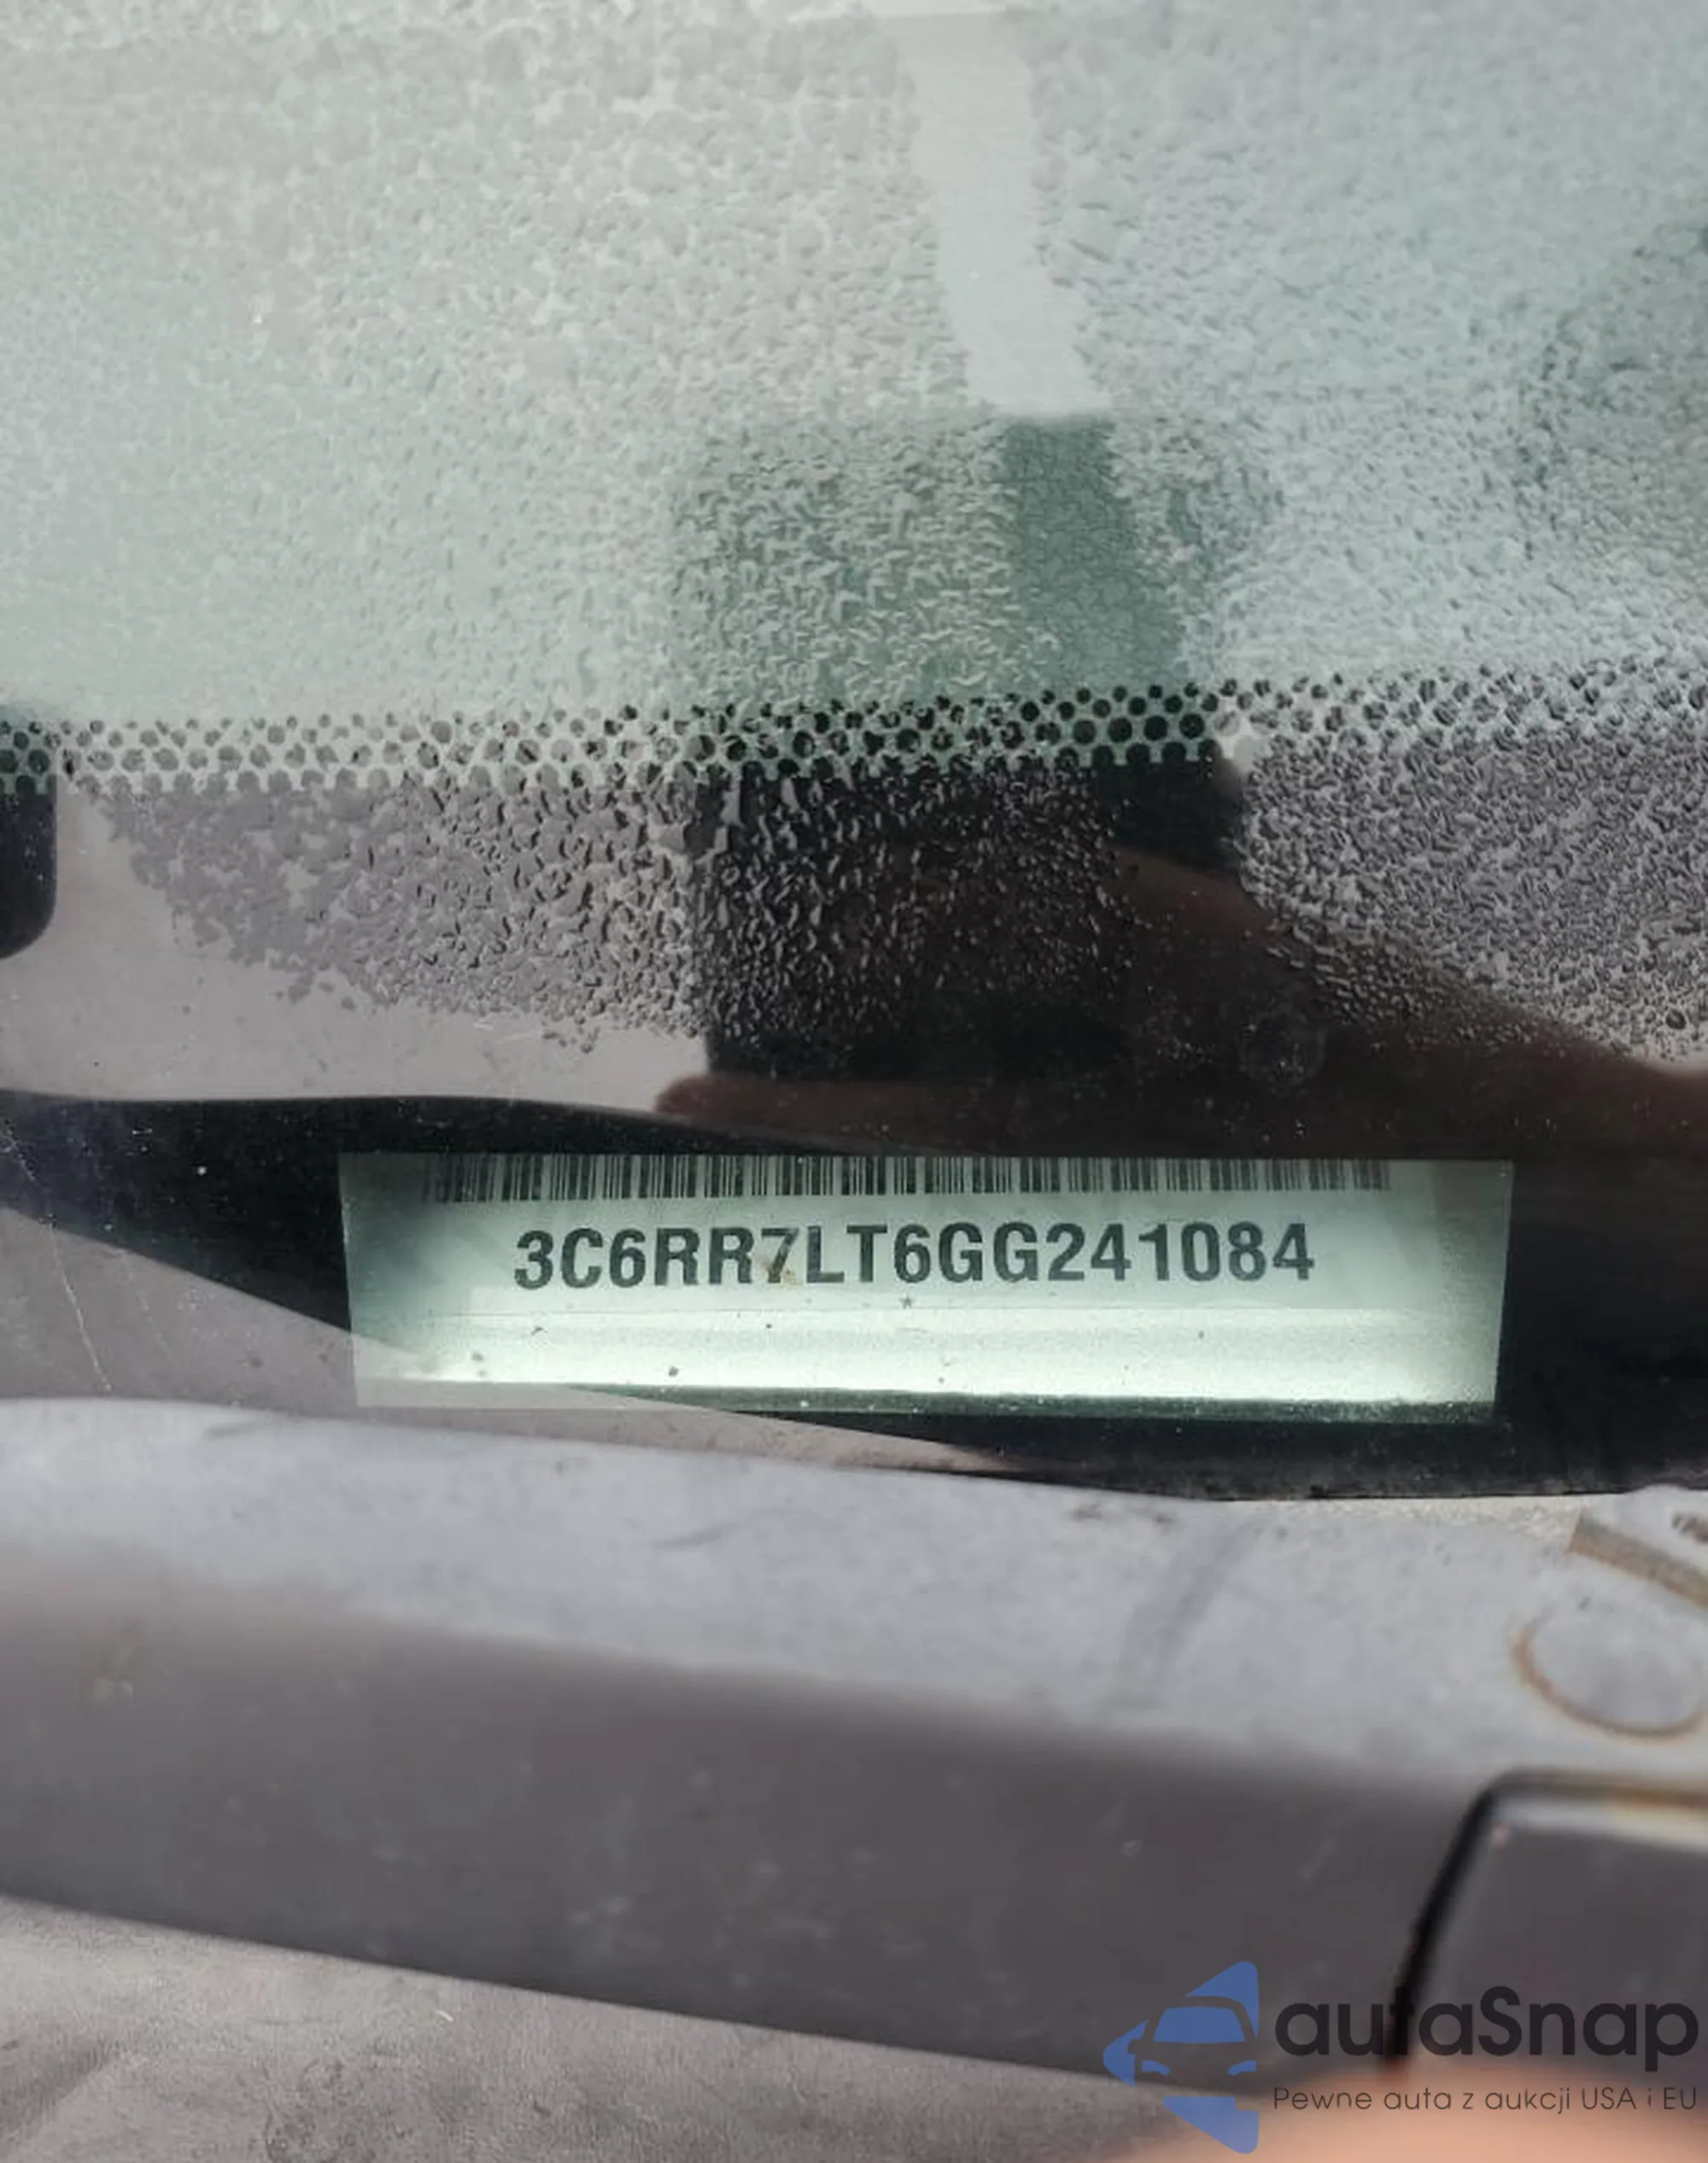 3C6RR7LT6GG241084
autaSnap
Pewne auta z aukcji USA i EU